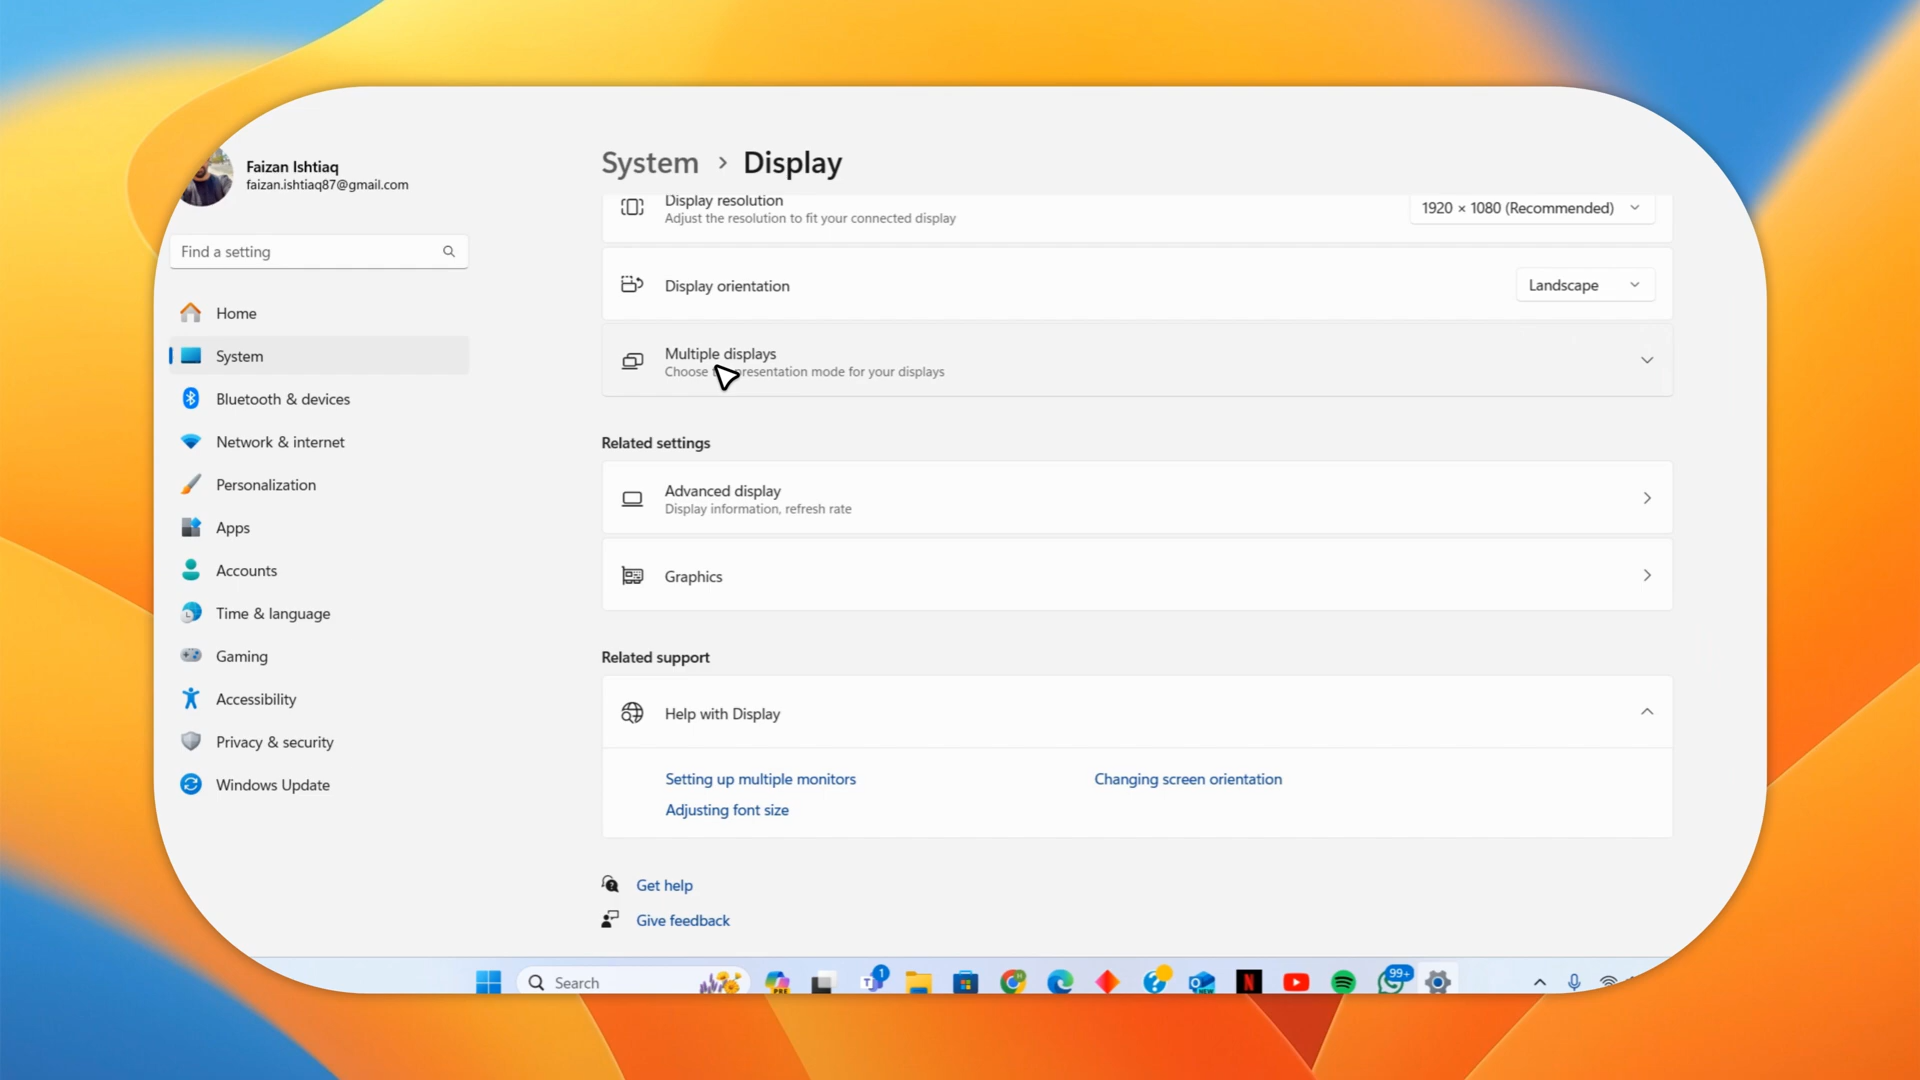 Faizan Ishtiaq
faizan.ishtiaq87@gmail.com
Find a setting
Home
System
Bluetooth & devices
Network & internet
Personalization
Apps
Accounts
Time & language
Gaming
Accessibility
Privacy & security
Windows Update
System > Display
Display resolution
Adjust the resolution to fit your connected display
1920 × 1080 (Recommended)
Display orientation
Landscape
Multiple displays
Choose presentation mode for your displays
Related settings
Advanced display
Display information, refresh rate
Graphics
Related support
Help with Display
Setting up multiple monitors
Changing screen orientation
Adjusting font size
Get help
Give feedback
Search
PRE
1
NEW
N
99+